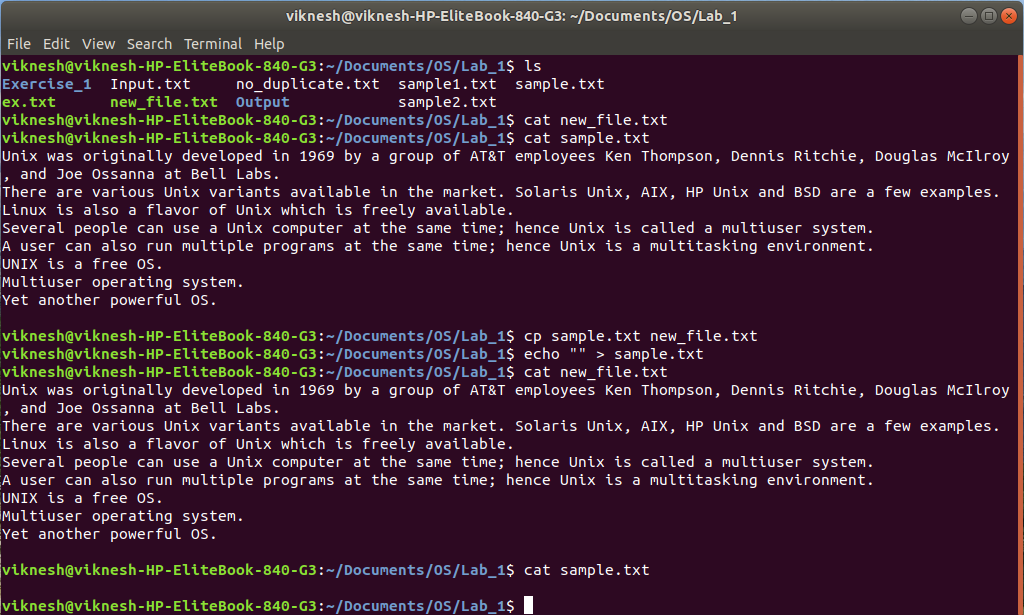 viknesh@viknesh-HP-EliteBook-840-G3: ~/Documents/OS/Lab_1
File Edit View Search Terminal Help
viknesh@viknesh-HP-EliteBook-840-G3:~/Documents/OS/Lab_1$ ls
Exercise_1  Input.txt     no_duplicate.txt  sample1.txt  sample.txt
ex.txt      new_file.txt  Output            sample2.txt
viknesh@viknesh-HP-EliteBook-840-G3:~/Documents/OS/Lab_1$ cat new_file.txt
viknesh@viknesh-HP-EliteBook-840-G3:~/Documents/OS/Lab_1$ cat sample.txt
Unix was originally developed in 1969 by a group of AT&T employees Ken Thompson, Dennis Ritchie, Douglas McIlroy
, and Joe Ossanna at Bell Labs.
There are various Unix variants available in the market. Solaris Unix, AIX, HP Unix and BSD are a few examples.
Linux is also a flavor of Unix which is freely available.
Several people can use a Unix computer at the same time; hence Unix is called a multiuser system.
A user can also run multiple programs at the same time; hence Unix is a multitasking environment.
UNIX is a free OS.
Multiuser operating system.
Yet another powerful OS.
viknesh@viknesh-HP-EliteBook-840-G3:~/Documents/OS/Lab_1$ cp sample.txt new_file.txt
viknesh@viknesh-HP-EliteBook-840-G3:~/Documents/OS/Lab_1$ echo "" > sample.txt
viknesh@viknesh-HP-EliteBook-840-G3:~/Documents/OS/Lab_1$ cat new_file.txt
Unix was originally developed in 1969 by a group of AT&T employees Ken Thompson, Dennis Ritchie, Douglas McIlroy
, and Joe Ossanna at Bell Labs.
There are various Unix variants available in the market. Solaris Unix, AIX, HP Unix and BSD are a few examples.
Linux is also a flavor of Unix which is freely available.
Several people can use a Unix computer at the same time; hence Unix is called a multiuser system.
A user can also run multiple programs at the same time; hence Unix is a multitasking environment.
UNIX is a free OS.
Multiuser operating system.
Yet another powerful OS.
viknesh@viknesh-HP-EliteBook-840-G3:~/Documents/OS/Lab_1$ cat sample.txt
viknesh@viknesh-HP-EliteBook-840-G3:~/Documents/OS/Lab_1$